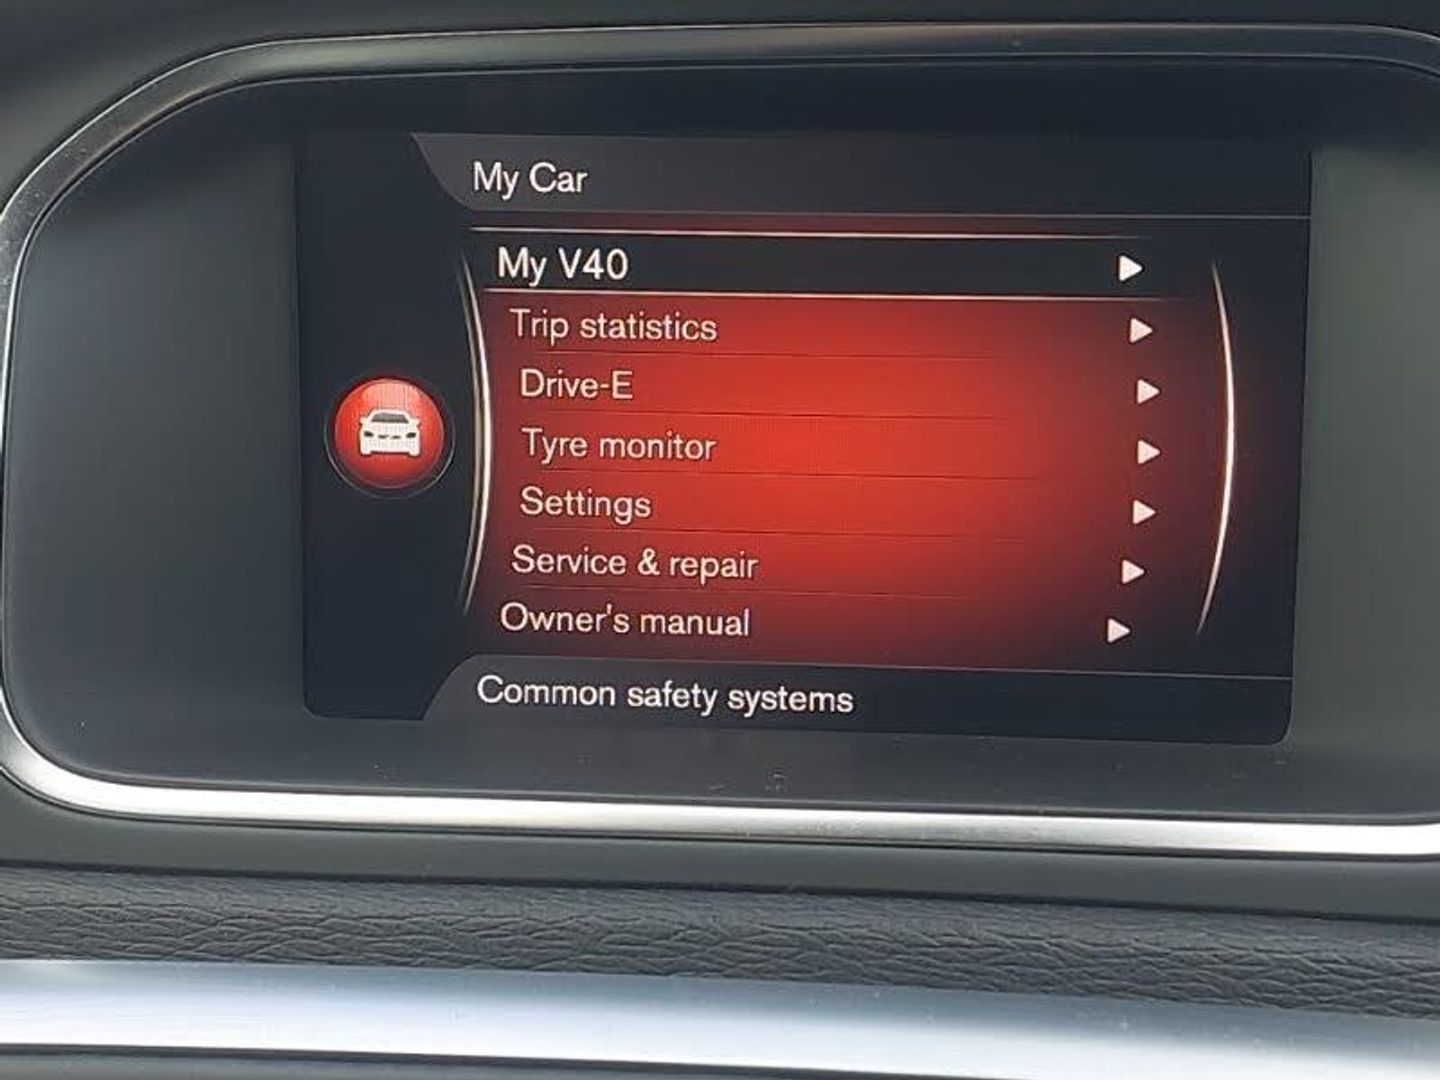 My Car
My V40
Trip statistics
Drive-E
Tyre monitor
Settings
Service & repair
Owner's manual
Common safety systems